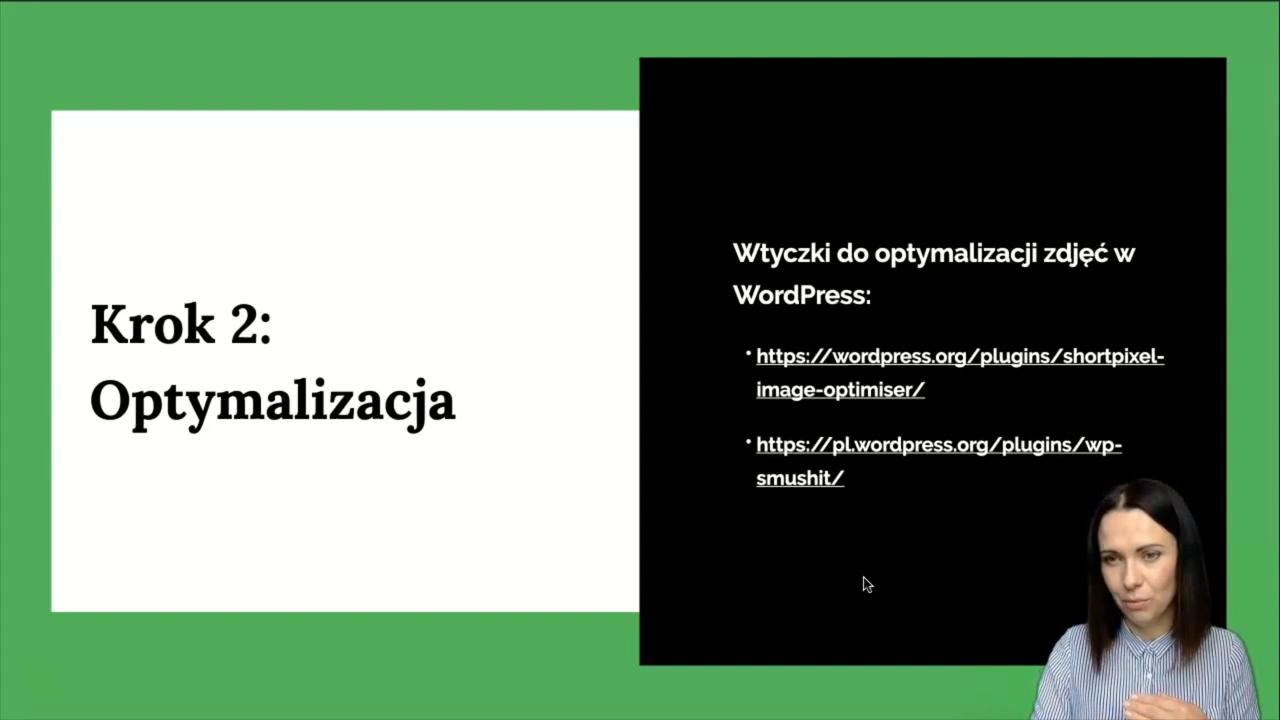 Krok 2:
Optymalizacja
Wtyczki do optymalizacji zdjęć w
WordPress:
• https://wordpress.org/plugins/shortpixel-
image-optimiser/
• https://pl.wordpress.org/plugins/wp-
smushit/